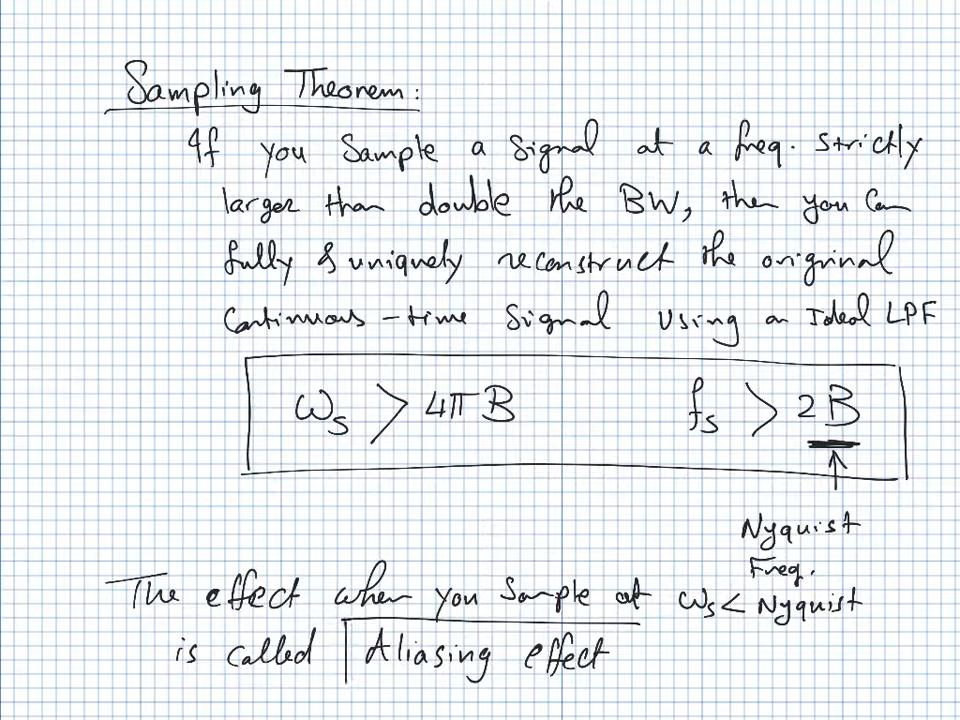 Sampling Theorem:
If you Sample a Signal at a freq. strictly
larger than double the BW, then you can
fully & uniquely reconstruct the original
Continuous-time Signal Using an Ideal LPF
ωs > 4πB fs > 2B
Nyquist
Freq.
The effect when you Sample at ωs < Nyquist
is called Aliasing effect